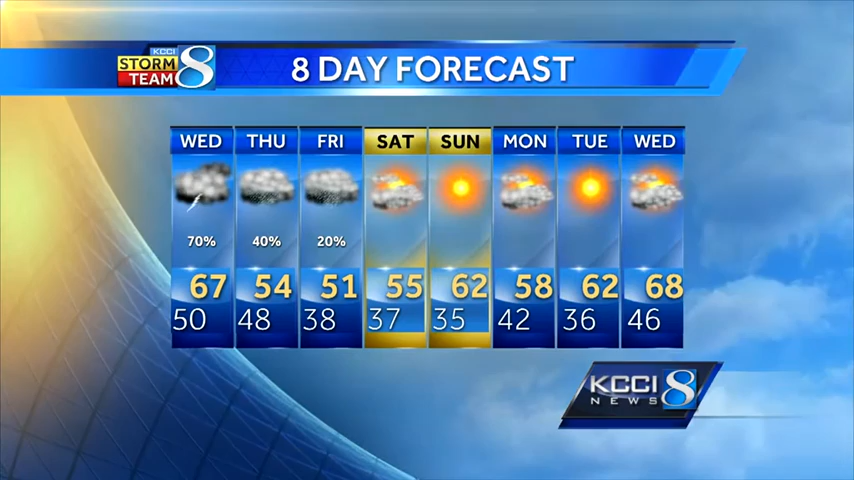 KCCI
STORM
TEAM 8
8 DAY FORECAST
WED THU FRI SAT SUN MON TUE WED
70% 40% 20%
67 54 51 55 62 58 62 68
50 48 38 37 35 42 36 46
KCCI 8
NEWS